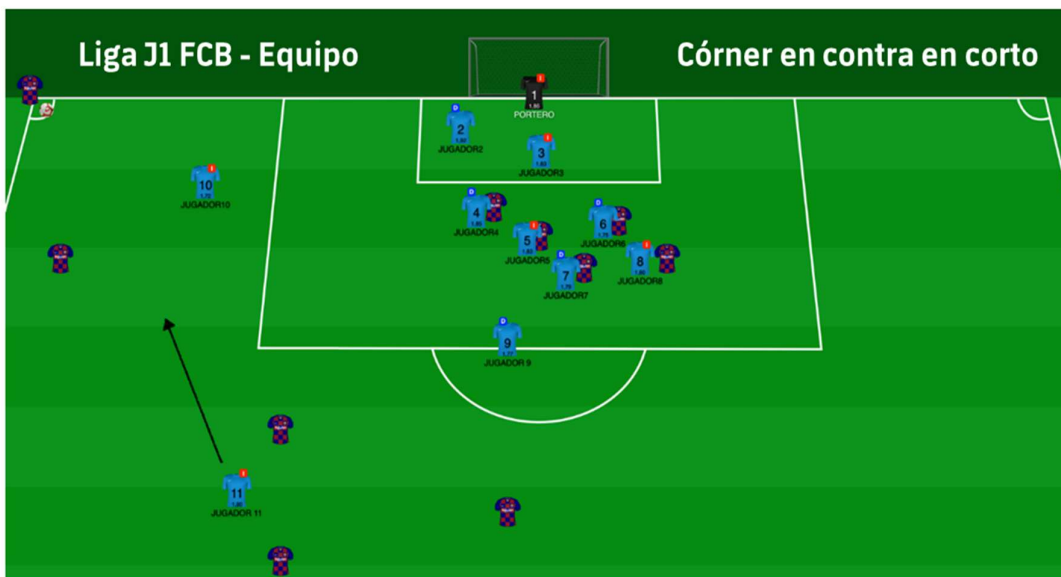 Liga J1 FCB - Equipo
Córner en contra en corto
1
PORTERO
D
2
JUGADOR2
I
3
JUGADOR3
I
10
JUGADOR10
D
4
JUGADOR4
D
6
JUGADOR6
I
5
JUGADOR5
I
8
JUGADOR8
D
7
JUGADOR7
D
9
JUGADOR 9
I
11
JUGADOR 11